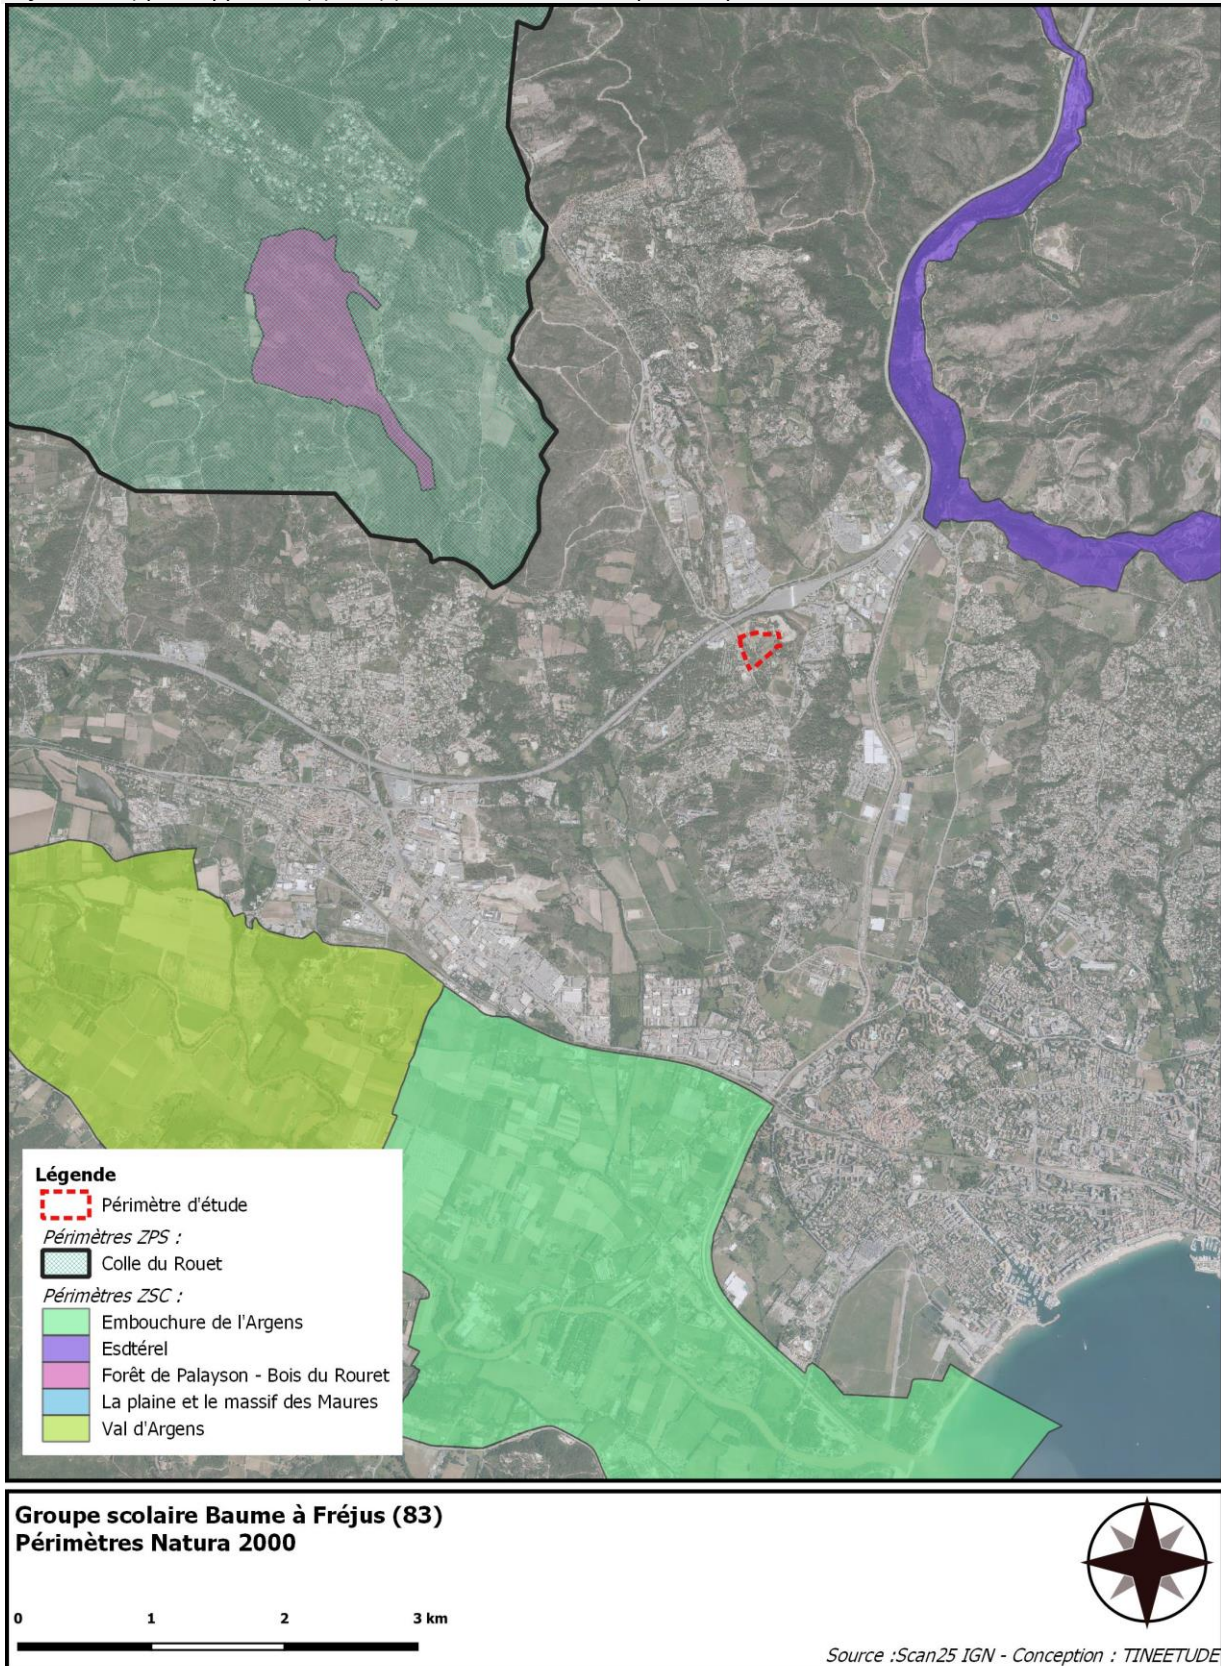 Légende
Périmètre d'étude
Périmètres ZPS :
Colle du Rouet
Périmètres ZSC :
Embouchure de l'Argens
Esdtérel
Forêt de Palayson - Bois du Rouret
La plaine et le massif des Maures
Val d'Argens
Groupe scolaire Baume à Fréjus (83)
Périmètres Natura 2000
0 1 2 3 km
Source :Scan25 IGN - Conception : TINEETUDE